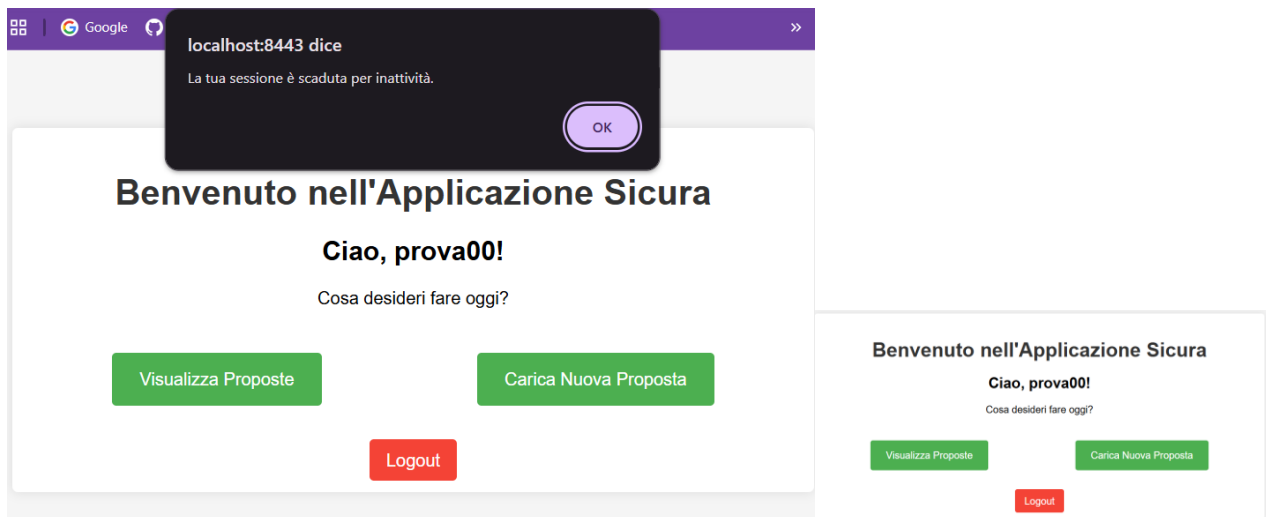 Google
localhost:8443 dice
La tua sessione è scaduta per inattività.
OK
Benvenuto nell'Applicazione Sicura
Ciao, prova00!
Cosa desideri fare oggi?
Visualizza Proposte
Carica Nuova Proposta
Logout
Benvenuto nell'Applicazione Sicura
Ciao, prova00!
Cosa desideri fare oggi?
Visualizza Proposte
Carica Nuova Proposta
Logout